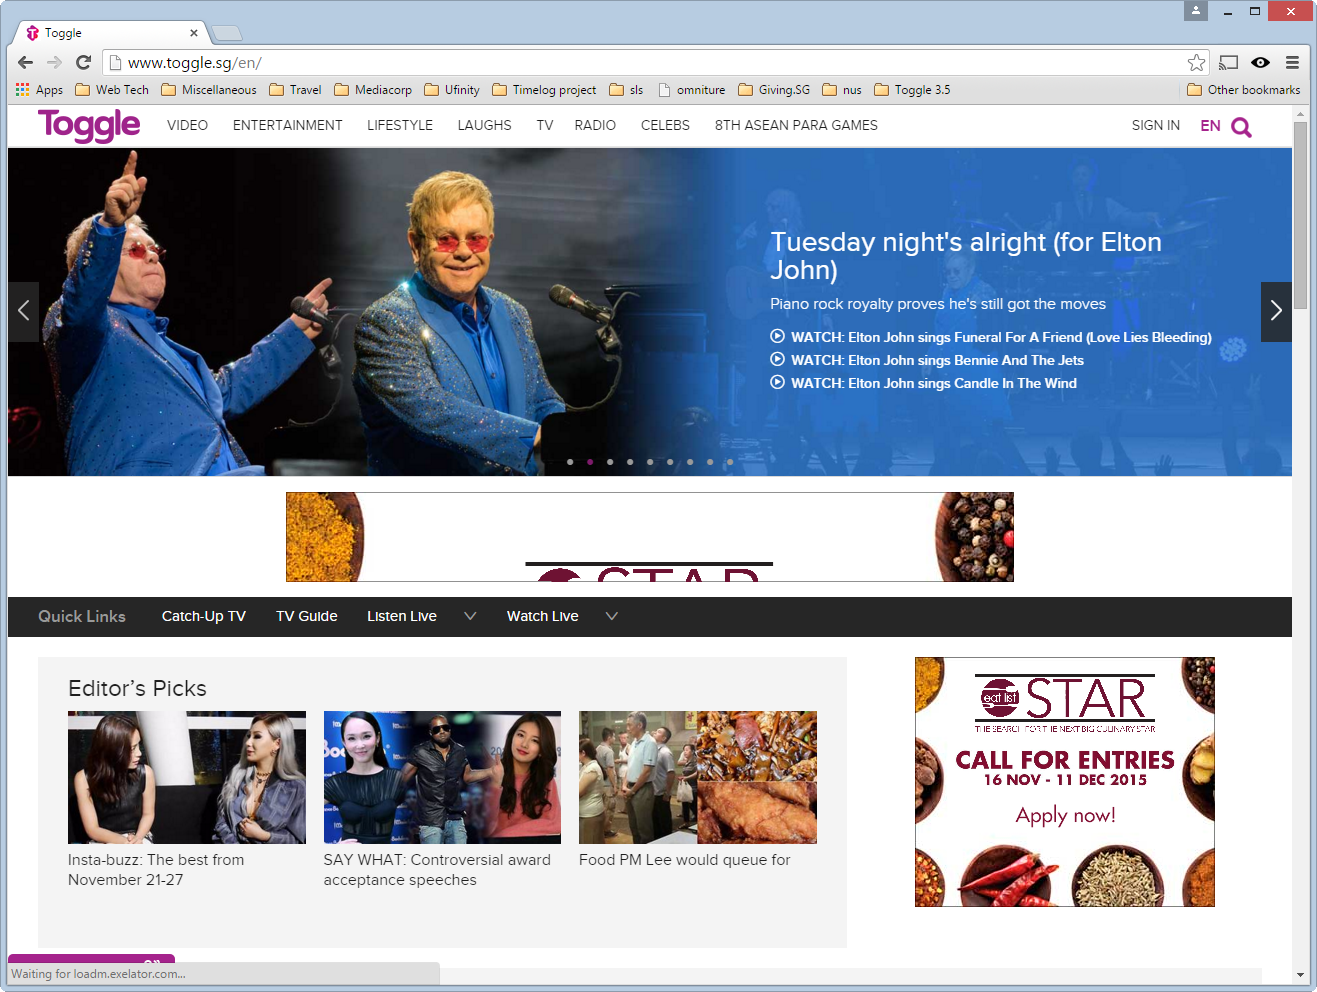 Toggle
www.toggle.sg/en/
Apps Web Tech Miscellaneous Travel Mediacorp Ufinity Timelog project sls omniture Giving.SG nus Toggle 3.5 Other bookmarks
Toggle VIDEO ENTERTAINMENT LIFESTYLE LAUGHS TV RADIO CELEBS 8TH ASEAN PARA GAMES SIGN IN EN
Tuesday night's alright (for Elton
John)
Piano rock royalty proves he's still got the moves
WATCH: Elton John sings Funeral For A Friend (Love Lies Bleeding)
WATCH: Elton John sings Bennie And The Jets
WATCH: Elton John sings Candle In The Wind
STAR
Quick Links Catch-Up TV TV Guide Listen Live Watch Live
Editor’s Picks
Insta-buzz: The best from
November 21-27
SAY WHAT: Controversial award
acceptance speeches
Food PM Lee would queue for
eat list STAR
THE SEARCH FOR THE NEXT BIG CULINARY STAR
CALL FOR ENTRIES
16 NOV - 11 DEC 2015
Apply now!
Waiting for loadm.exelator.com...